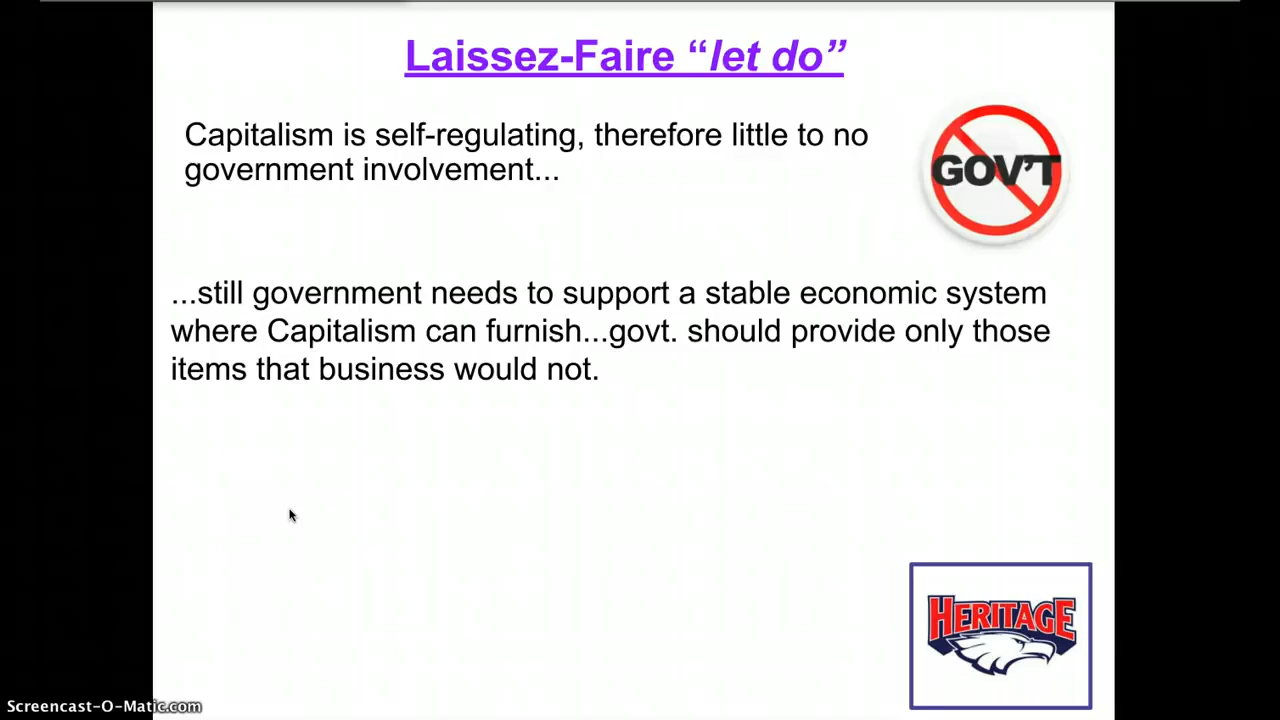 Laissez-Faire “let do”
Capitalism is self-regulating, therefore little to no
government involvement...
GOV'T
...still government needs to support a stable economic system
where Capitalism can furnish...govt. should provide only those
items that business would not.
HERITAGE
Screencast-O-Matic.com